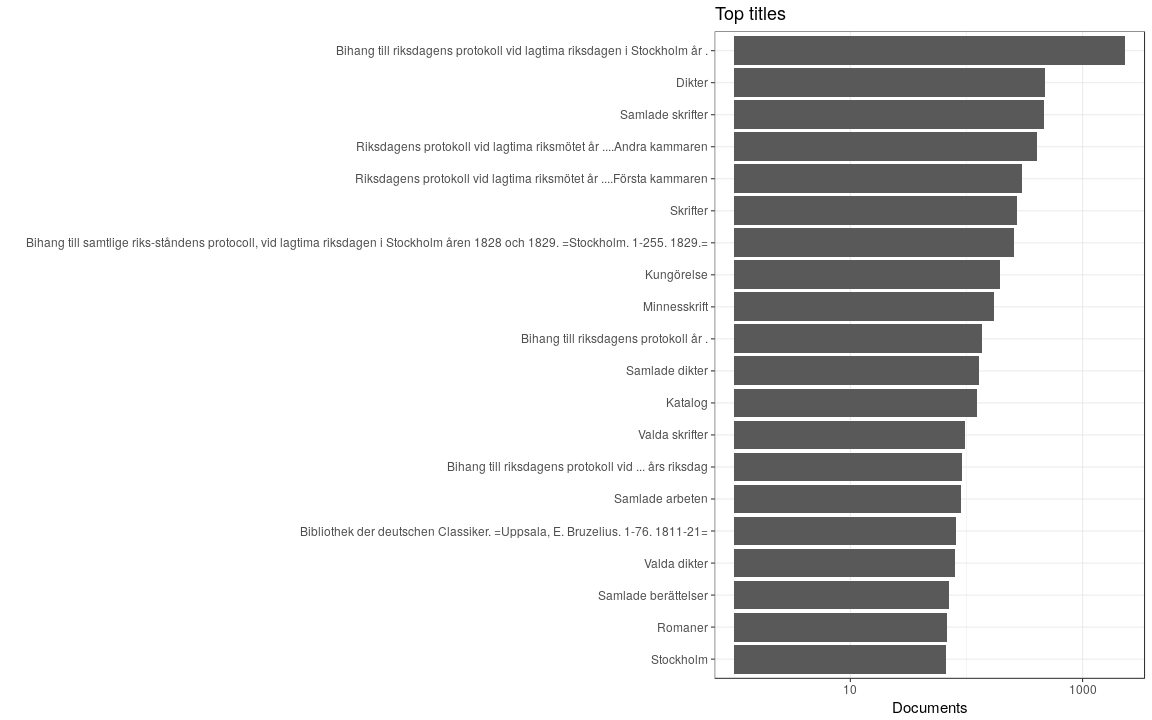 Top titles
Bihang till riksdagens protokoll vid lagtima riksdagen i Stockholm år .
Dikter
Samlade skrifter
Riksdagens protokoll vid lagtima riksmötet år ....Andra kammaren
Riksdagens protokoll vid lagtima riksmötet år ....Första kammaren
Skrifter
Bihang till samtlige riks-ståndens protocoll, vid lagtima riksdagen i Stockholm åren 1828 och 1829. =Stockholm. 1-255. 1829.=
Kungörelse
Minnesskrift
Bihang till riksdagens protokoll år .
Samlade dikter
Katalog
Valda skrifter
Bihang till riksdagens protokoll vid ... års riksdag
Samlade arbeten
Bibliothek der deutschen Classiker. =Uppsala, E. Bruzelius. 1-76. 1811-21=
Valda dikter
Samlade berättelser
Romaner
Stockholm
10
1000
Documents